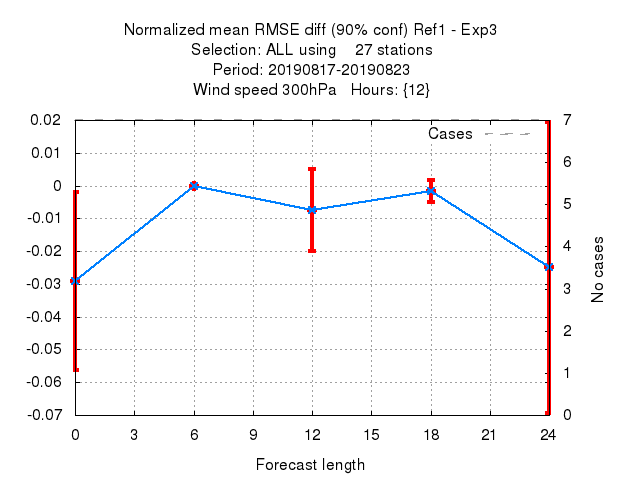 Normalized mean RMSE diff (90% conf) Ref1 - Exp3
Selection: ALL using    27 stations
Period: 20190817-20190823
Wind speed 300hPa   Hours: {12}
Cases
0.02
0.01
0
-0.01
-0.02
-0.03
-0.04
-0.05
-0.06
-0.07
7
6
5
4
3
2
1
0
No cases
0 3 6 9 12 15 18 21 24
Forecast length